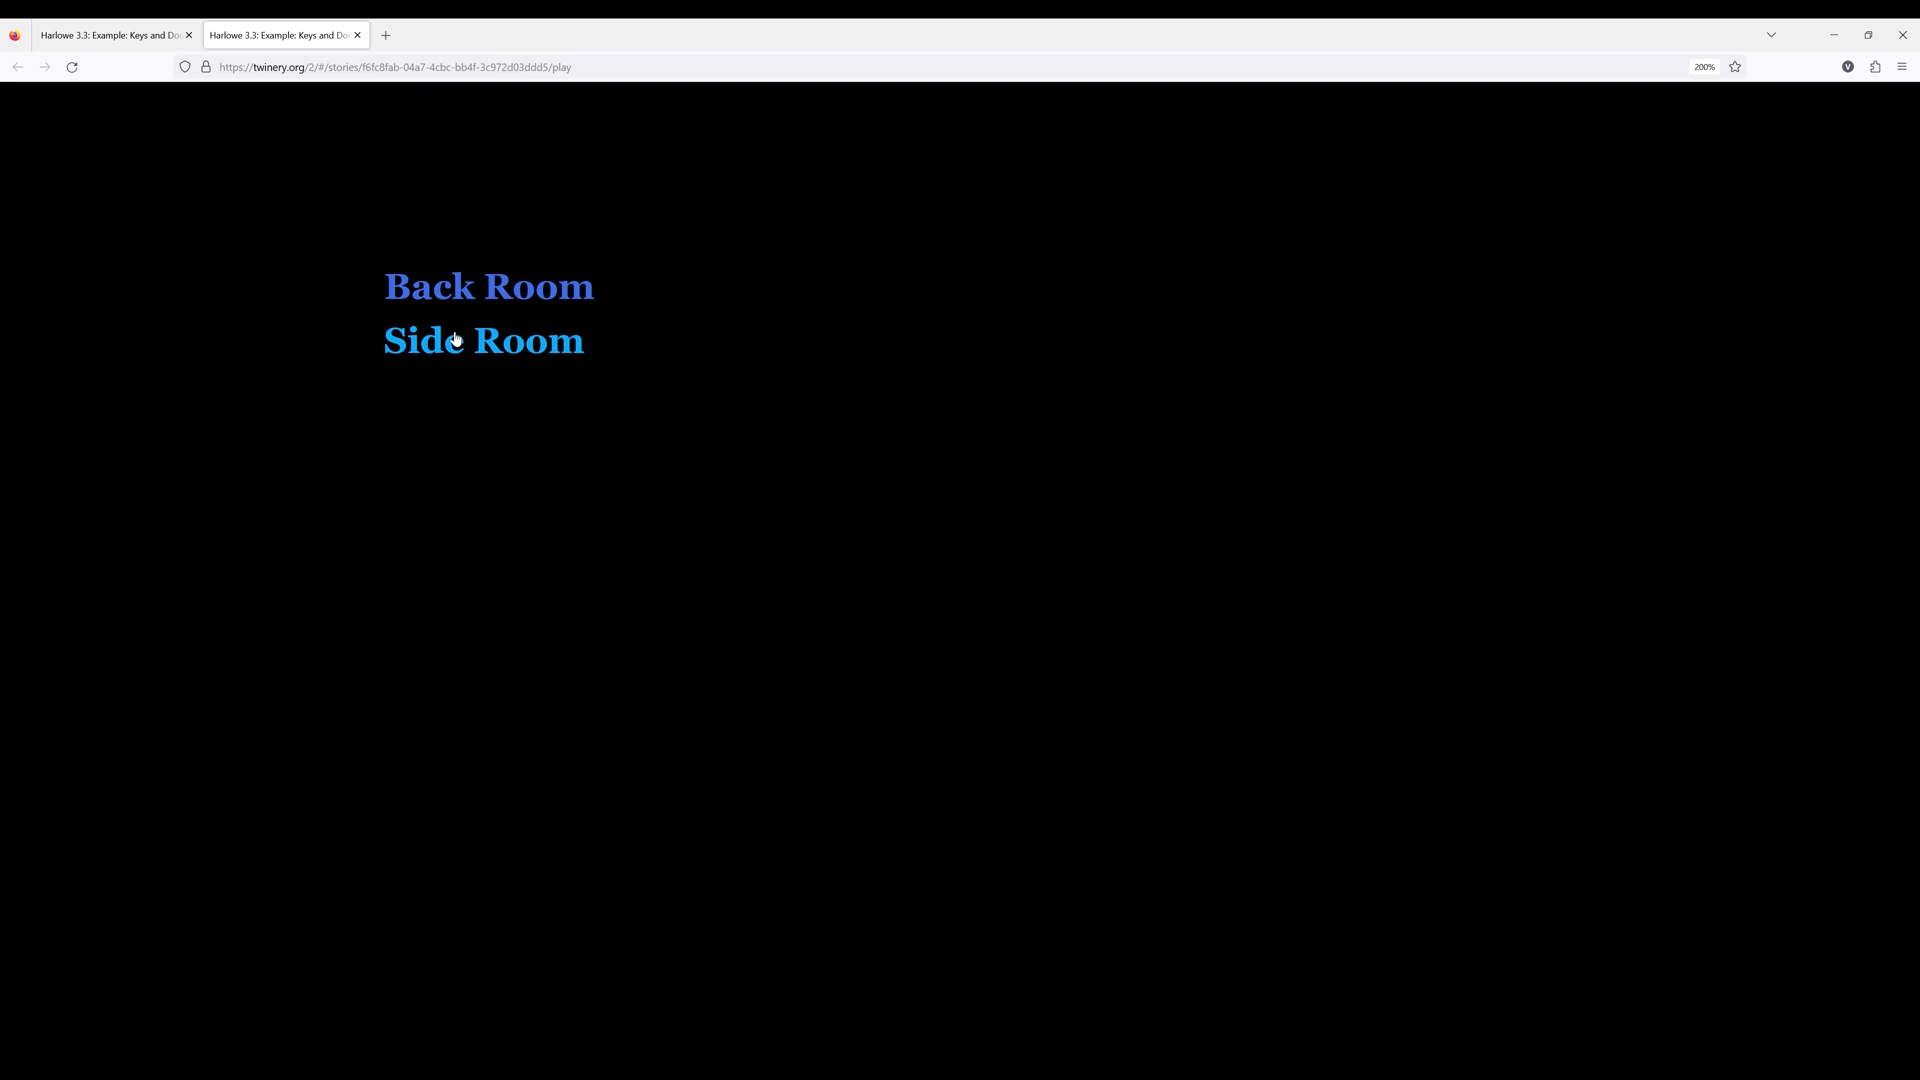 Harlowe 3.3: Example: Keys and Do
Harlowe 3.3: Example: Keys and Do
https://twinery.org/2/#/stories/f6fc8fab-04a7-4cbc-bb4f-3c972d03ddd5/play
200%
V
Back Room
Side Room